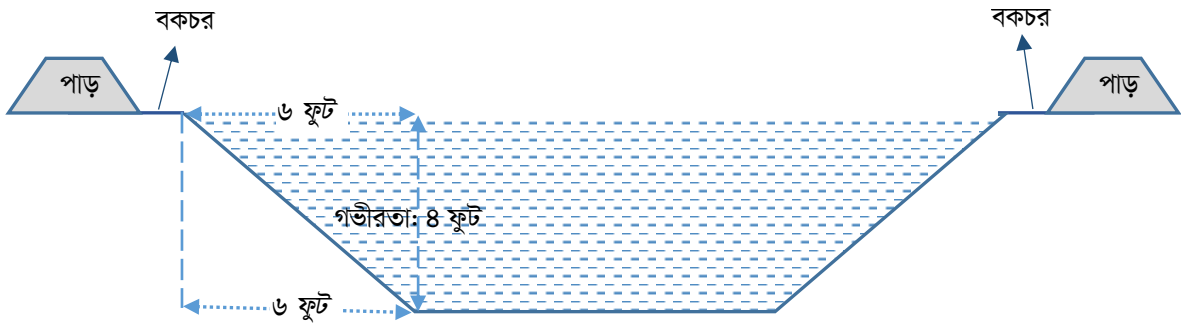 বকচর
বকচর
পাড়
পাড়
৬ ফুট
গভীরতা: ৪ ফুট
৬ ফুট